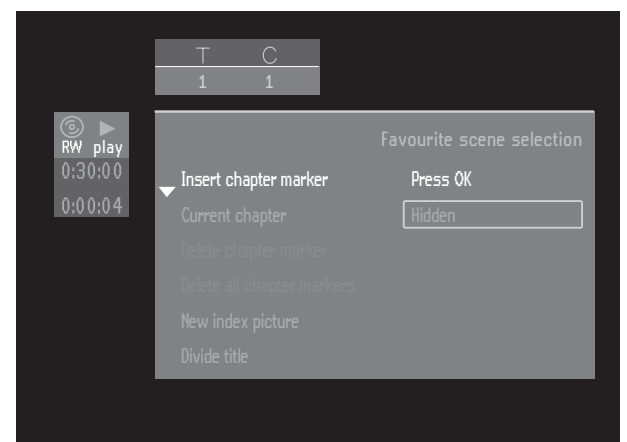 T C
1 1
RW play
0:30:00
0:00:04
Favourite scene selection
Insert chapter marker Press OK
Current chapter Hidden
Delete chapter marker
Delete all chapter markers
New index picture
Divide title